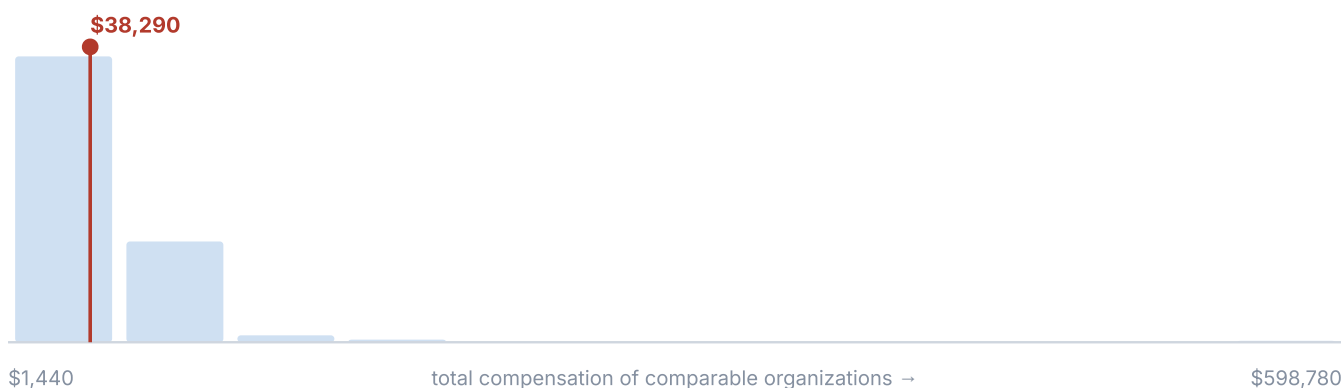 $38,290
$1,440
total compensation of comparable organizations →
$598,780